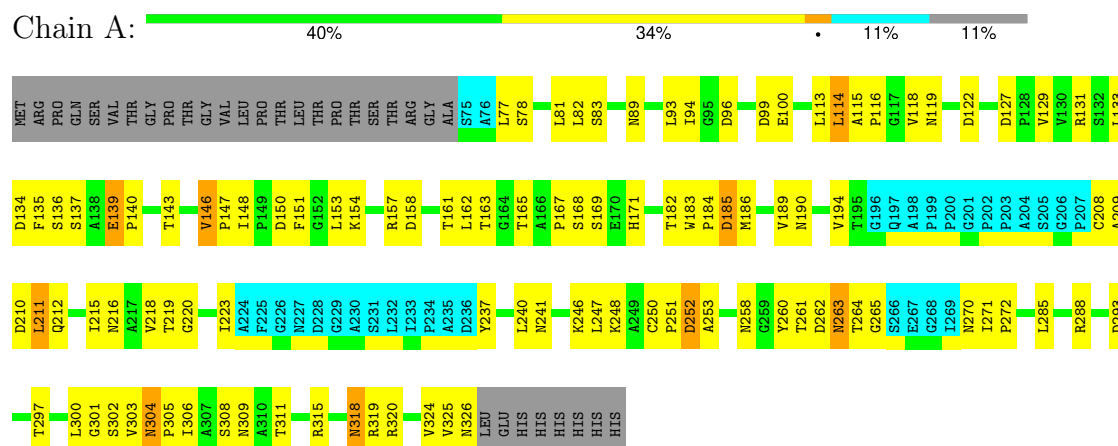 Chain A:
40% 34% • 11% 11%
MET ARG PRO GLN SER VAL THR GLY PRO THR THR GLY VAL LEU PRO THR LEU THR PRO THR SER THR ARG GLY ALA S75 A76 L77 S78 L81 L82 S83 N89 L93 I94 G95 D96 D99 E100 L113 L114 A115 P116 G117 V118 N119 D122 D127 P128 V129 V130 R131 S132 L133
D134 F135 S136 S137 A138 E139 P140 T143 V146 P147 I148 P149 D150 F151 G152 L153 K154 R157 D158 T161 L162 T163 G164 T165 A166 P167 S168 S169 E170 H171 T182 W183 P184 D185 M186 V189 N190 V194 T195 G196 Q197 A198 P199 P200 G201 P202 P203 A204 S205 G206 P207 C208 A209
D210 L211 Q212 I215 N216 A217 V218 T219 G220 I223 A224 F225 G226 N227 D228 G229 A230 S231 L232 I233 P234 A235 D236 Y237 L240 N241 K246 L247 K248 A249 C250 P251 D252 A253 N258 G259 Y260 T261 D262 N263 T264 G265 S266 E267 G268 I269 N270 I271 P272 L285 R288
T297 L300 G301 S302 V303 N304 P305 I306 A307 S308 N309 A310 T311 R315 N318 R319 R320 V324 V325 N326 LEU GLU HIS HIS HIS HIS HIS HIS